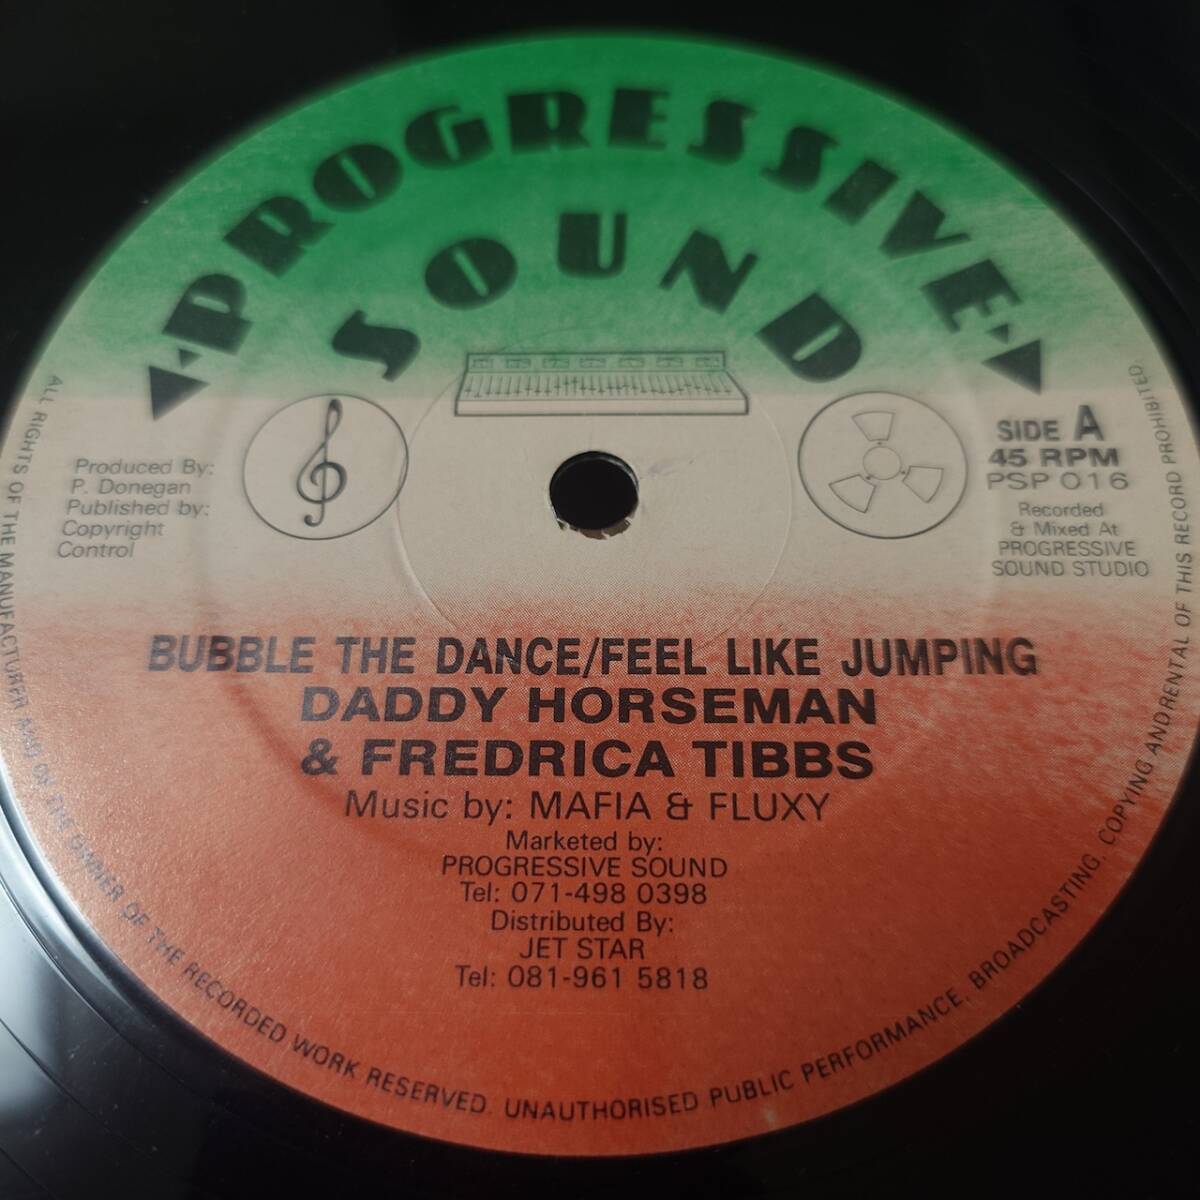 PROGRESSIVE
SOUND
Produced By:
P. Donegan
Published by:
Copyright
Control
SIDE A
45 RPM
PSP 016
Recorded
& Mixed At
PROGRESSIVE
SOUND STUDIO
BUBBLE THE DANCE/FEEL LIKE JUMPING
DADDY HORSEMAN
& FREDRICA TIBBS
Music by: MAFIA & FLUXY
Marketed by:
PROGRESSIVE SOUND
Tel: 071-498 0398
Distributed By:
JET STAR
Tel: 081-961 5818
ALL RIGHTS OF THE MANUFACTURER AND ON THE OWNER OF THE RECORDED WORK RESERVED. UNAUTHORISED PUBLIC PERFORMANCE, BROADCASTING, COPYING AND RENTAL OF THIS RECORD PROHIBITED.